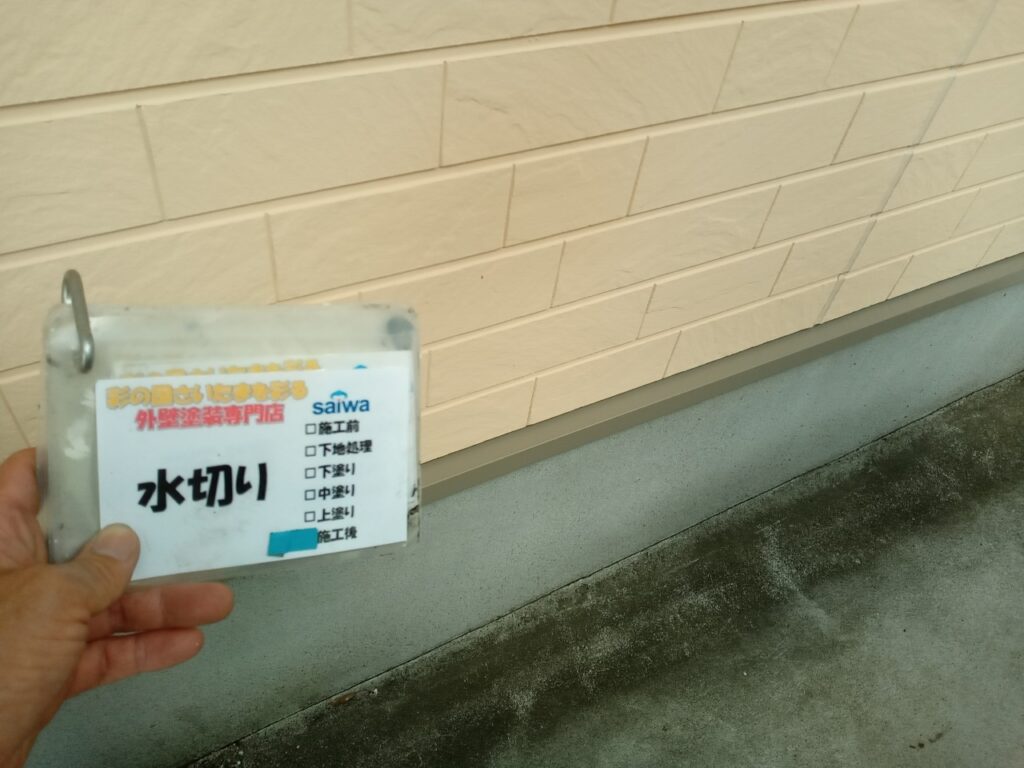 彩の国さいたまを彩る
外壁塗装専門店
saiwa
水切り
□施工前
□下地処理
□下塗り
□中塗り
□上塗り
施工後